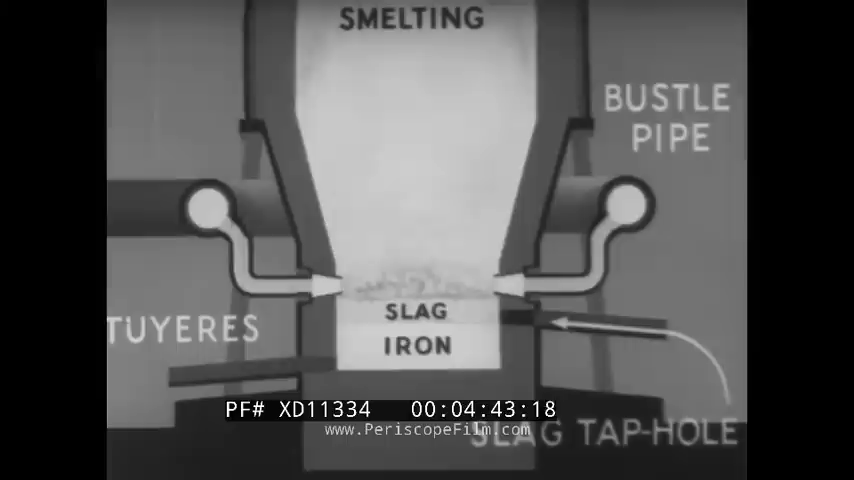 SMELTING
BUSTLE
PIPE
SLAG
TUYERES
IRON
PF# XD11334 00:04:43:18
www.PeriscopeFilm.com
SLAG TAP-HOLE